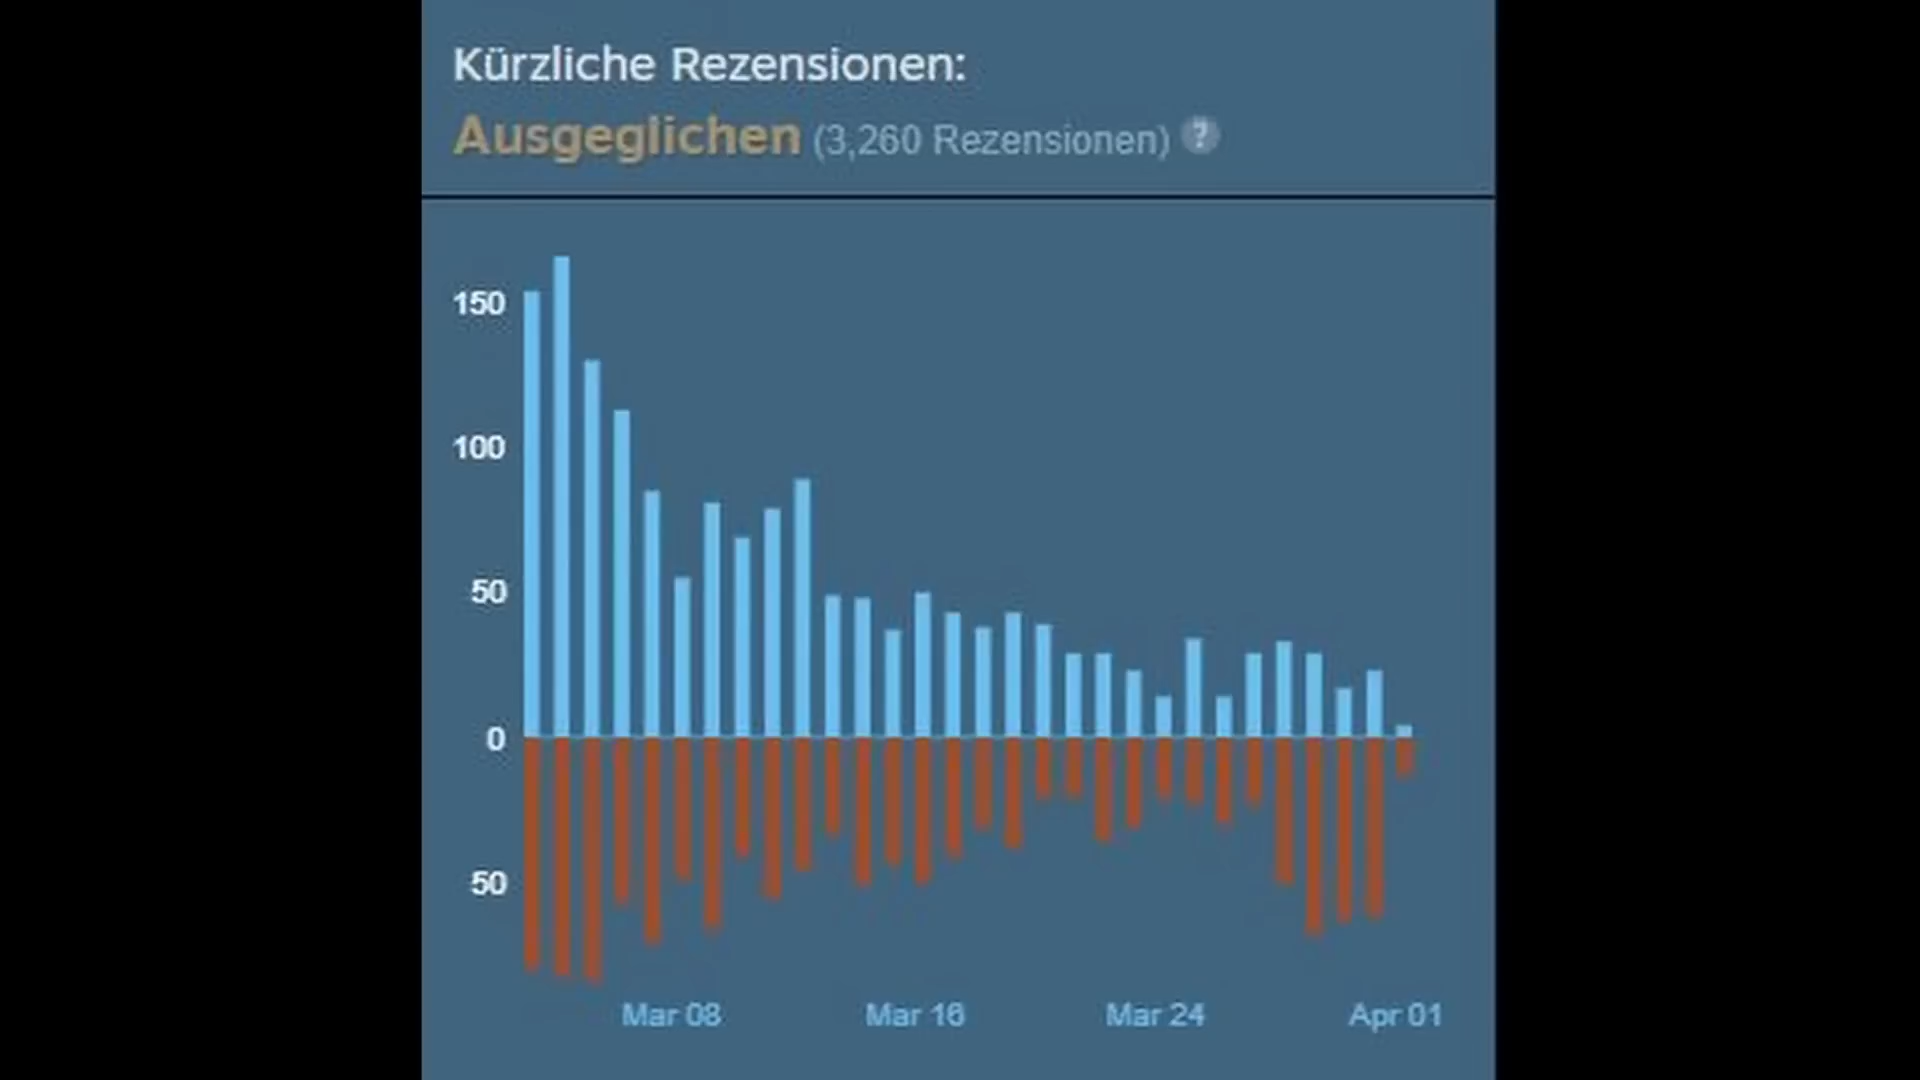 Kürzliche Rezensionen:
Ausgeglichen (3,260 Rezensionen) ?
150
100
50
0
50
Mar 08 Mar 16 Mar 24 Apr 01